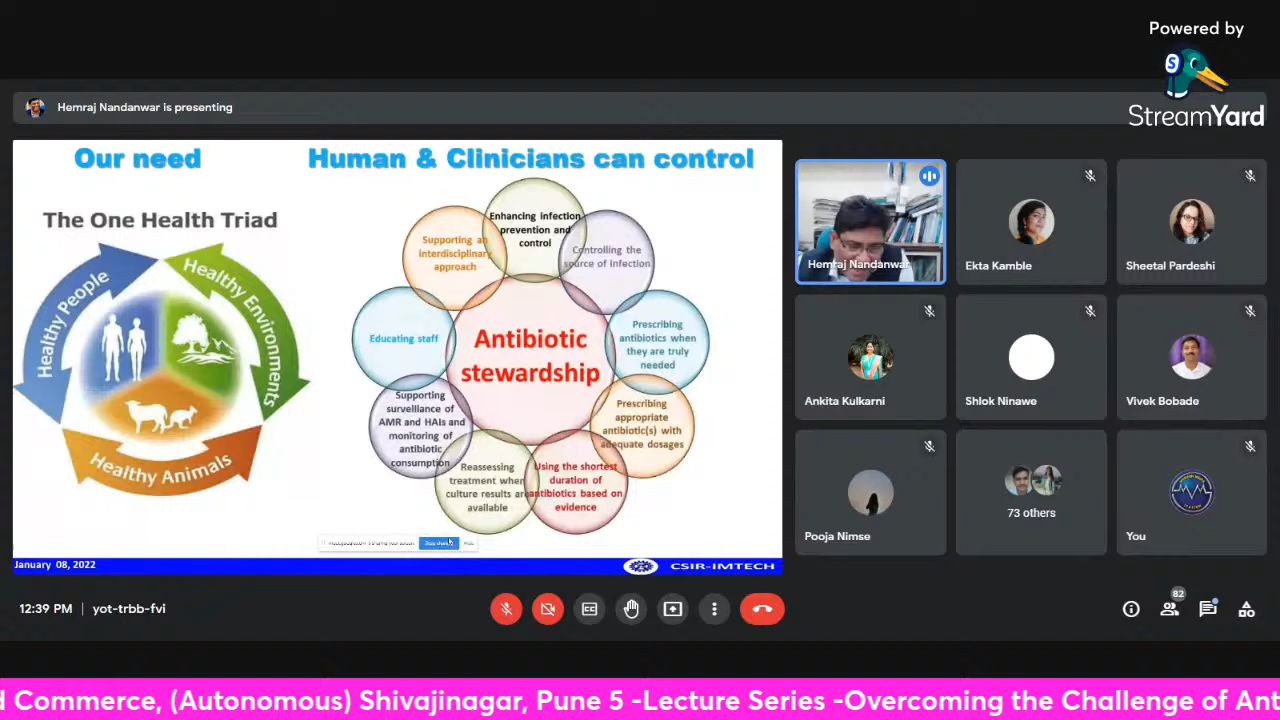 Powered by
StreamYard
Hemraj Nandanwar is presenting
Our need
Human & Clinicians can control
The One Health Triad
Healthy People
Healthy Environments
Healthy Animals
Enhancing infection
prevention and
control
Controlling the
source of infection
Prescribing
antibiotics when
they are truly
needed
Prescribing
appropriate
antibiotic(s) with
adequate dosages
Using the shortest
duration of
antibiotics based on
evidence
Reassessing
treatment when
culture results are
available
Supporting
surveillance of
AMR and HAIs and
monitoring of
antibiotic
consumption
Educating staff
Supporting an
interdisciplinary
approach
Antibiotic
stewardship
January 08, 2022
CSIR-IMTECH
Hemraj Nandanwar
Ekta Kamble
Sheetal Pardeshi
Ankita Kulkarni
Shlok Ninawe
Vivek Bobade
Pooja Nimse
73 others
You
12:39 PM | yot-trbb-fvi
82
d Commerce, (Autonomous) Shivajinagar, Pune 5 -Lecture Series -Overcoming the Challenge of Ant